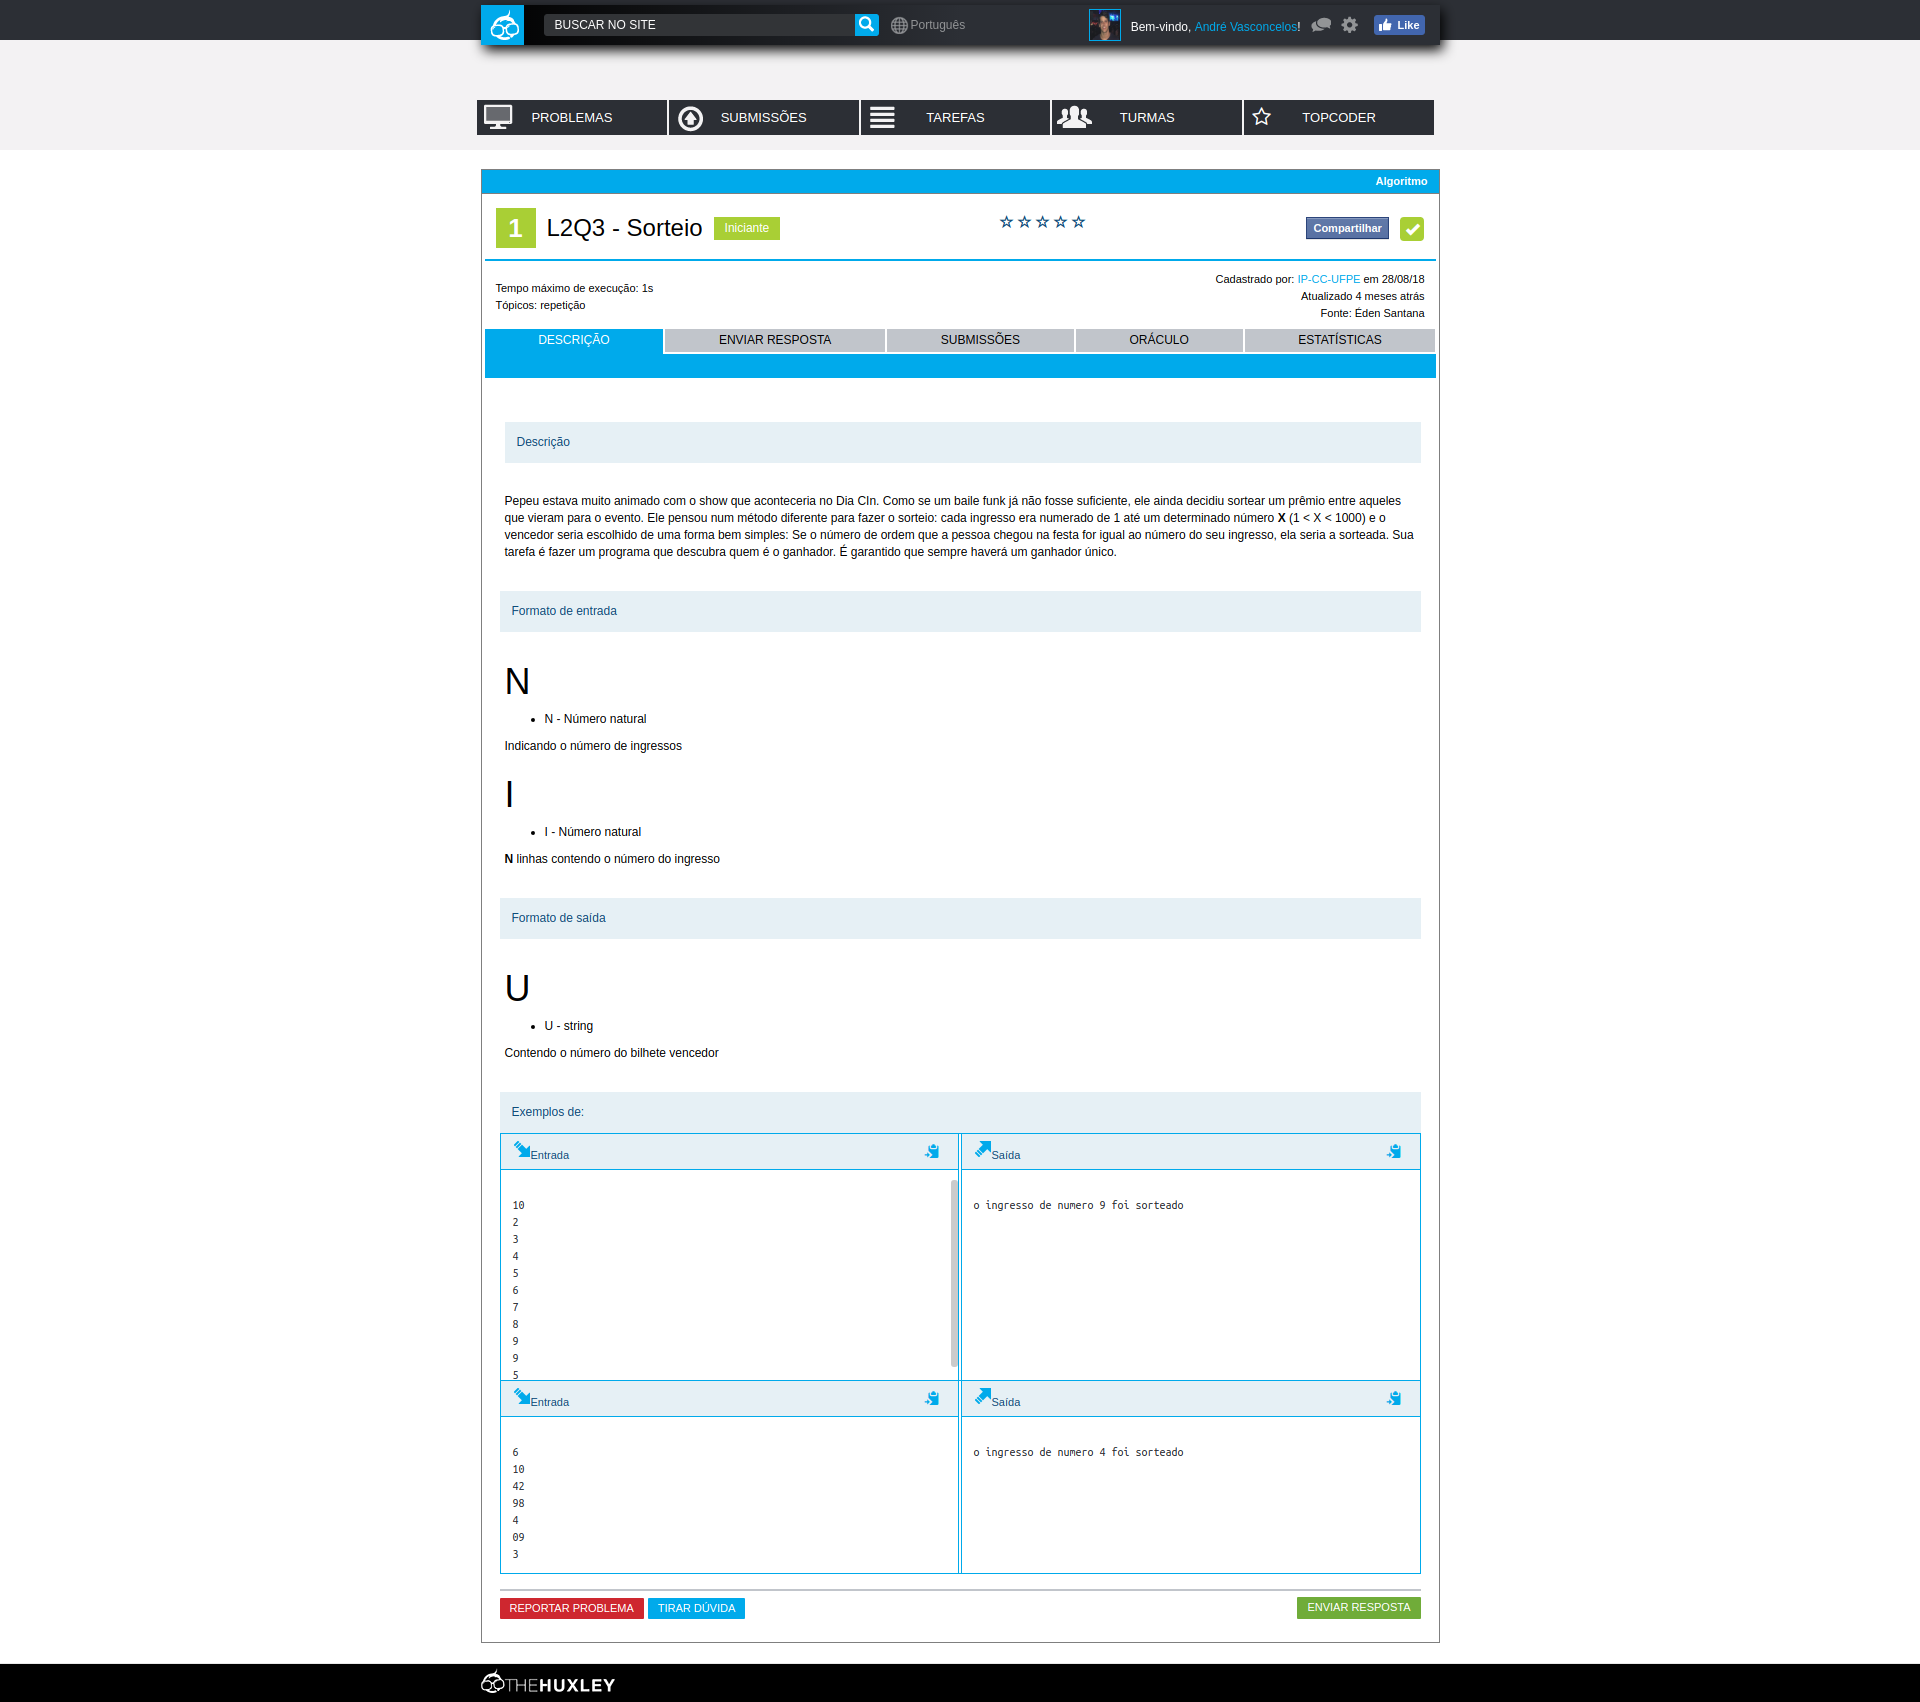 BUSCAR NO SITE
Português
Bem-vindo, André Vasconcelos!
Like
PROBLEMAS
SUBMISSÕES
TAREFAS
TURMAS
TOPCODER
Algoritmo
1
L2Q3 - Sorteio
Iniciante
Compartilhar
Tempo máximo de execução: 1s
Tópicos: repetição
Cadastrado por: IP-CC-UFPE em 28/08/18
Atualizado 4 meses atrás
Fonte: Éden Santana
DESCRIÇÃO
ENVIAR RESPOSTA
SUBMISSÕES
ORÁCULO
ESTATÍSTICAS
Descrição
Pepeu estava muito animado com o show que aconteceria no Dia CIn. Como se um baile funk já não fosse suficiente, ele ainda decidiu sortear um prêmio entre aqueles
que vieram para o evento. Ele pensou num método diferente para fazer o sorteio: cada ingresso era numerado de 1 até um determinado número X (1 < X < 1000) e o
vencedor seria escolhido de uma forma bem simples: Se o número de ordem que a pessoa chegou na festa for igual ao número do seu ingresso, ela seria a sorteada. Sua
tarefa é fazer um programa que descubra quem é o ganhador. É garantido que sempre haverá um ganhador único.
Formato de entrada
N
• N - Número natural
Indicando o número de ingressos
I
• I - Número natural
N linhas contendo o número do ingresso
Formato de saída
U
• U - string
Contendo o número do bilhete vencedor
Exemplos de:
Entrada
Saída
10
2
3
4
5
6
7
8
9
9
5
o ingresso de numero 9 foi sorteado
Entrada
Saída
6
10
42
98
4
09
3
o ingresso de numero 4 foi sorteado
REPORTAR PROBLEMA
TIRAR DÚVIDA
ENVIAR RESPOSTA
THEHUXLEY